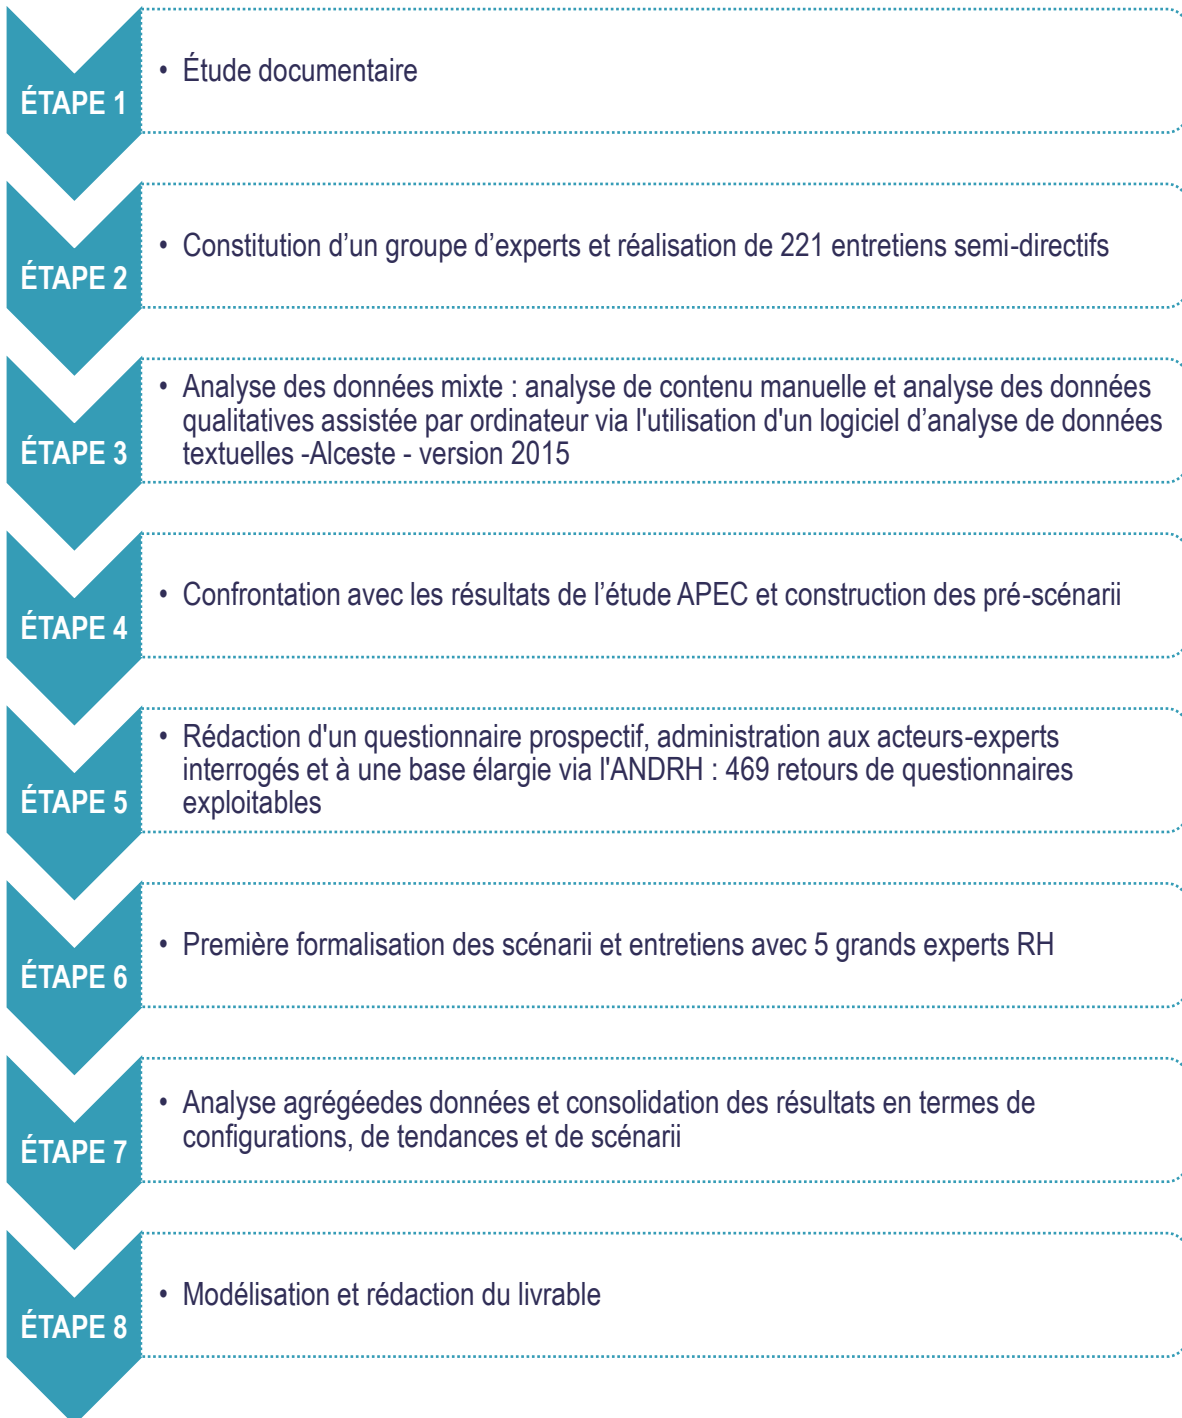 ÉTAPE 1
• Étude documentaire
ÉTAPE 2
• Constitution d’un groupe d’experts et réalisation de 221 entretiens semi-directifs
ÉTAPE 3
• Analyse des données mixte : analyse de contenu manuelle et analyse des données
qualitatives assistée par ordinateur via l'utilisation d'un logiciel d’analyse de données
textuelles -Alceste - version 2015
ÉTAPE 4
• Confrontation avec les résultats de l’étude APEC et construction des pré-scénarii
ÉTAPE 5
• Rédaction d'un questionnaire prospectif, administration aux acteurs-experts
interrogés et à une base élargie via l'ANDRH : 469 retours de questionnaires
exploitables
ÉTAPE 6
• Première formalisation des scénarii et entretiens avec 5 grands experts RH
ÉTAPE 7
• Analyse agrégéedes données et consolidation des résultats en termes de
configurations, de tendances et de scénarii
ÉTAPE 8
• Modélisation et rédaction du livrable